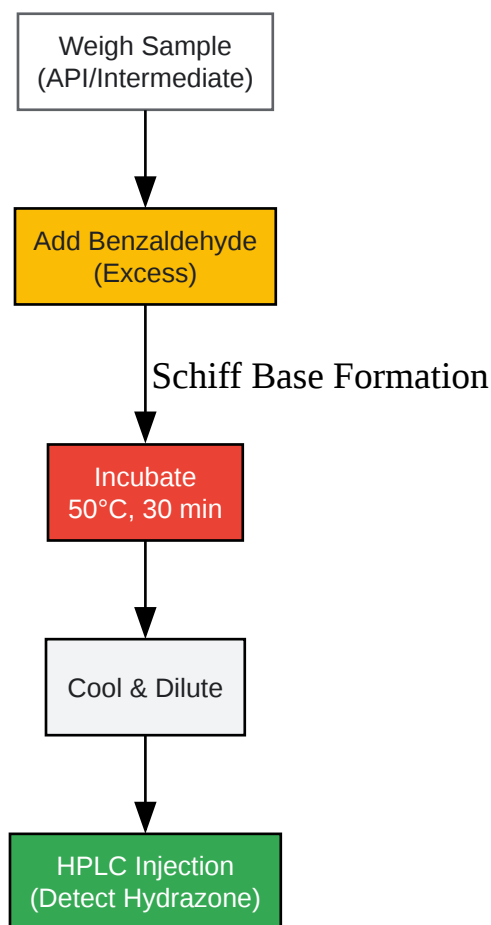 Weigh Sample
(API/Intermediate)
Add Benzaldehyde
(Excess)
Schiff Base Formation
Incubate
50°C, 30 min
Cool & Dilute
HPLC Injection
(Detect Hydrazone)